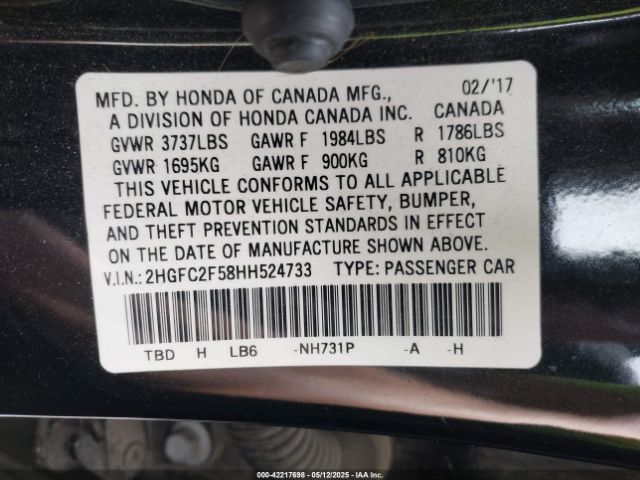 MFD. BY HONDA OF CANADA MFG., 02/'17
A DIVISION OF HONDA CANADA INC. CANADA
GVWR 3737LBS GAWR F 1984LBS R 1786LBS
GVWR 1695KG GAWR F 900KG R 810KG
THIS VEHICLE CONFORMS TO ALL APPLICABLE
FEDERAL MOTOR VEHICLE SAFETY, BUMPER,
AND THEFT PREVENTION STANDARDS IN EFFECT
ON THE DATE OF MANUFACTURE SHOWN ABOVE.
V.I.N.: 2HGFC2F58HH524733 TYPE: PASSENGER CAR
TBD H LB6 -NH731P -A -H
000-42217698 - 05/12/2025 - IAA Inc.